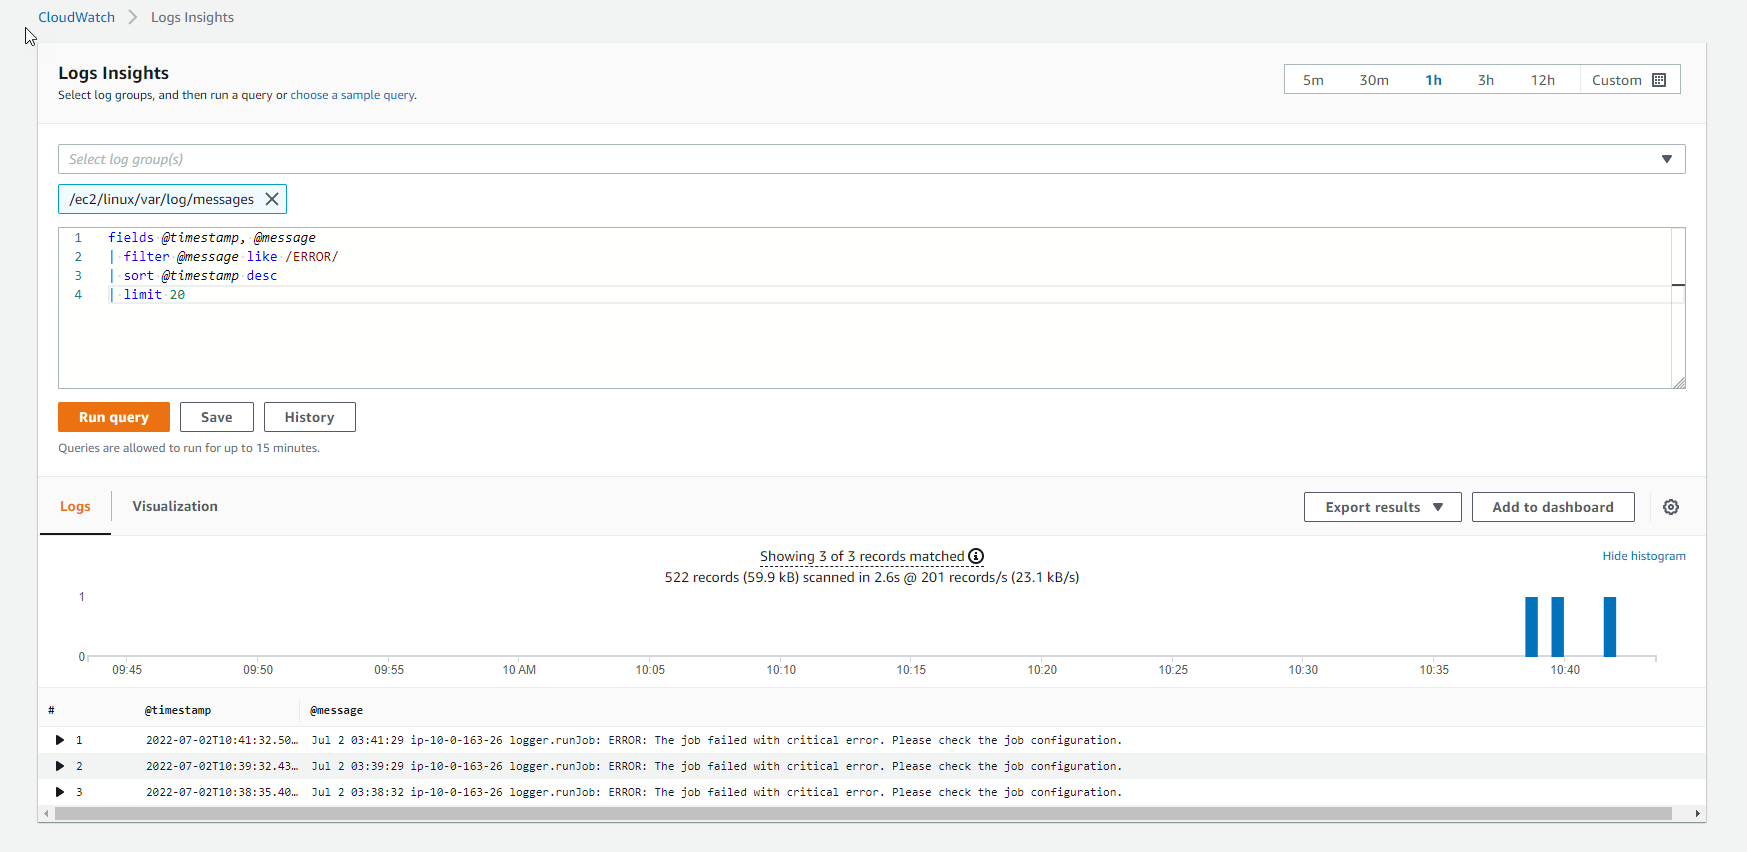 CloudWatch > Logs Insights
Logs Insights
Select log groups, and then run a query or choose a sample query.
5m 30m 1h 3h 12h Custom
Select log group(s)
/ec2/linux/var/log/messages
1 fields @timestamp, @message
2 | filter @message like /ERROR/
3 | sort @timestamp desc
4 | limit 20
Run query Save History
Queries are allowed to run for up to 15 minutes.
Logs Visualization Export results Add to dashboard
Showing 3 of 3 records matched
Hide histogram
522 records (59.9 kB) scanned in 2.6s @ 201 records/s (23.1 kB/s)
1
0
09:45 09:50 09:55 10 AM 10:05 10:10 10:15 10:20 10:25 10:30 10:35 10:40
# @timestamp @message
1 2022-07-02T10:41:32.50… Jul 2 03:41:29 ip-10-0-163-26 logger.runJob: ERROR: The job failed with critical error. Please check the job configuration.
2 2022-07-02T10:39:32.43… Jul 2 03:39:29 ip-10-0-163-26 logger.runJob: ERROR: The job failed with critical error. Please check the job configuration.
3 2022-07-02T10:38:35.40… Jul 2 03:38:32 ip-10-0-163-26 logger.runJob: ERROR: The job failed with critical error. Please check the job configuration.